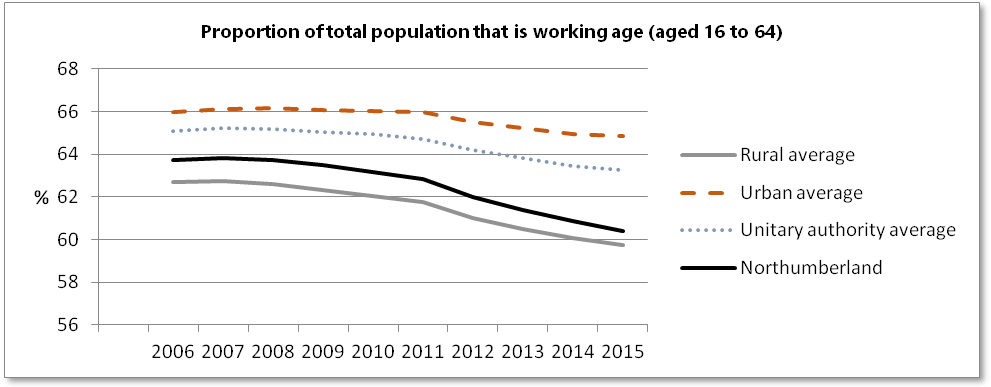 Proportion of total population that is working age (aged 16 to 64)
68
66
64
62
60
58
56
%
2006 2007 2008 2009 2010 2011 2012 2013 2014 2015
Rural average
Urban average
Unitary authority average
Northumberland